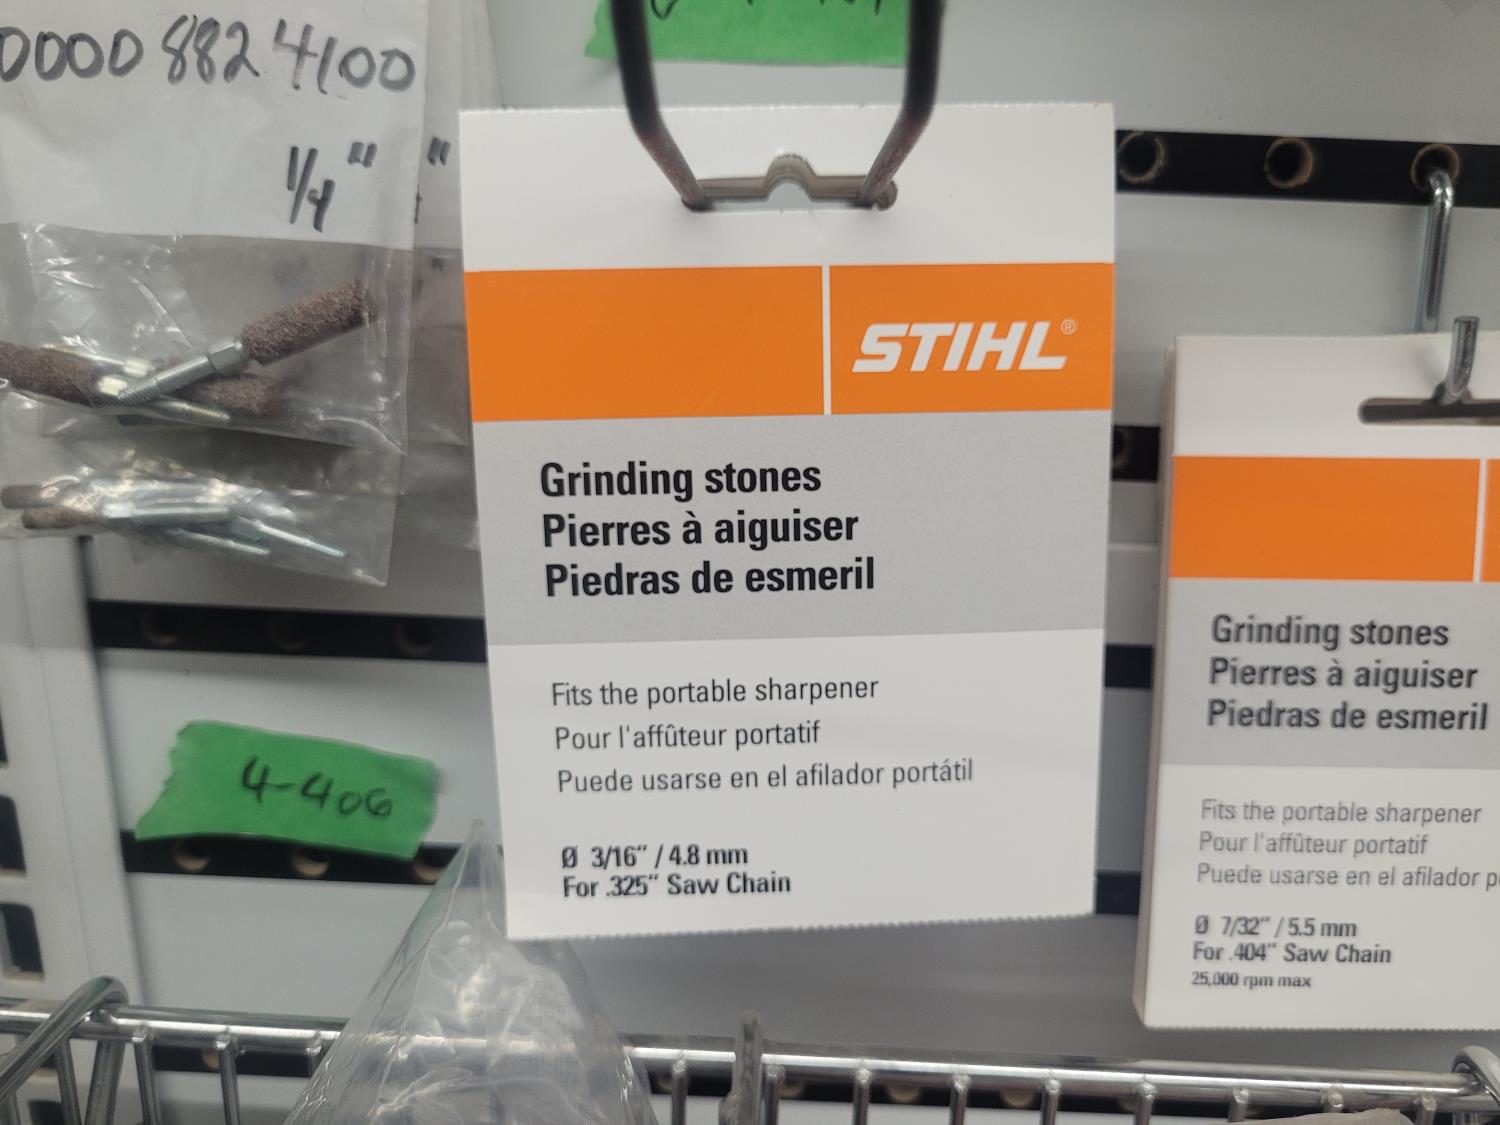 0000 882 4100
1/4"
STIHL®
Grinding stones
Pierres à aiguiser
Piedras de esmeril
Fits the portable sharpener
Pour l'affûteur portatif
Puede usarse en el afilador portátil
Ø 3/16" / 4.8 mm
For .325" Saw Chain
4-406
Grinding stones
Pierres à aiguiser
Piedras de esmeril
Fits the portable sharpener
Pour l'affûteur portatif
Puede usarse en el afilador
Ø 7/32" / 5.5 mm
For .404" Saw Chain
25,000 rpm max